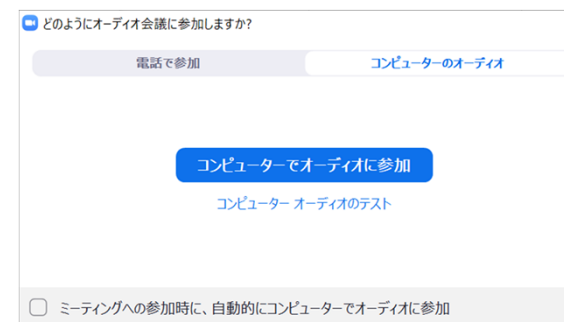 どのようにオーディオ会議に参加しますか?
電話で参加
コンピューターのオーディオ
コンピューターでオーディオに参加
コンピューター オーディオのテスト
ミーティングへの参加時に、自動的にコンピューターでオーディオに参加